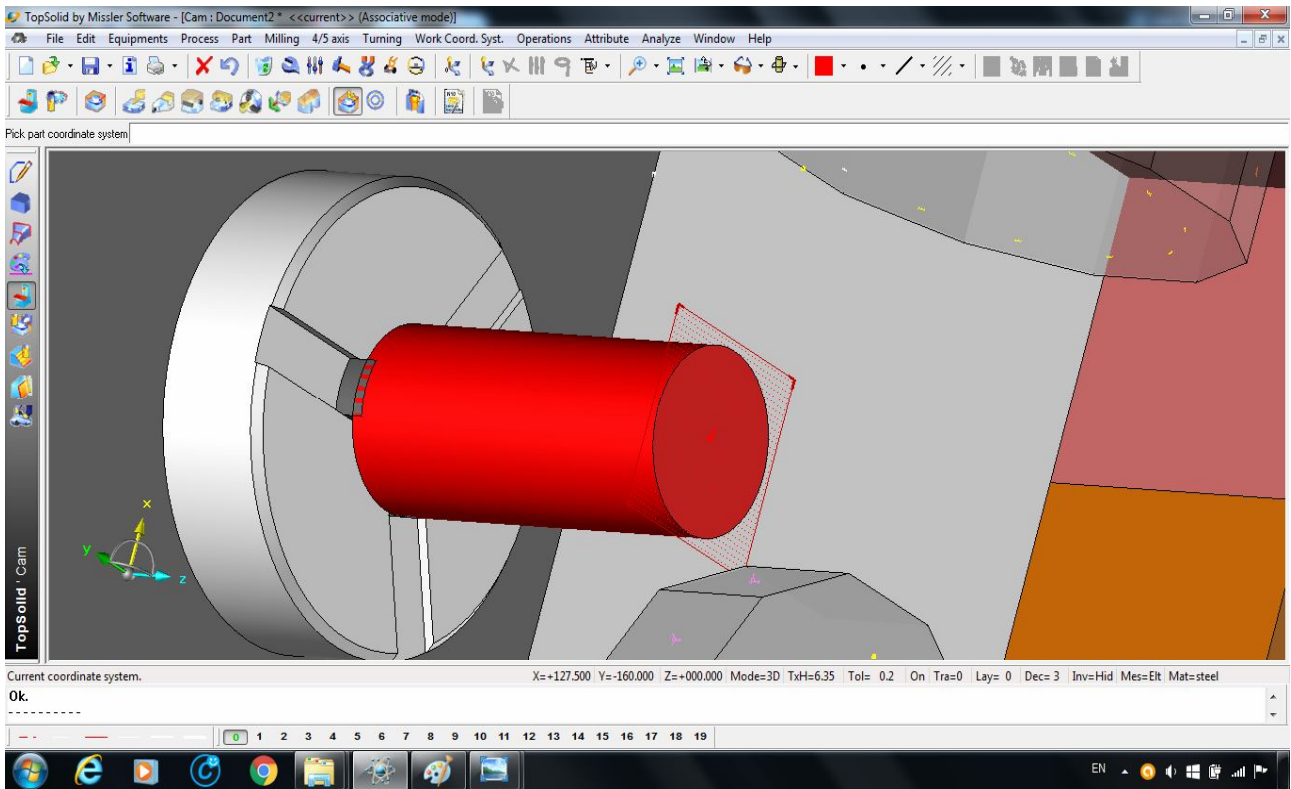 TopSolid by Missler Software - [Cam : Document2 * <<current>> (Associative mode)]
File Edit Equipments Process Part Milling 4/5 axis Turning Work Coord. Syst. Operations Attribute Analyze Window Help
Pick part coordinate system
x
y
z
TopSolid 'Cam
Current coordinate system. X=+127.500 Y=-160.000 Z=+000.000 Mode=3D TxH=6.35 Tol= 0.2 On Tra=0 Lay= 0 Dec= 3 Inv=Hid Mes=Elt Mat=steel
Ok.
----------
0 1 2 3 4 5 6 7 8 9 10 11 12 13 14 15 16 17 18 19
EN